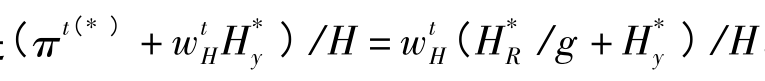 (π^{t(*)} + w_H^t H_y^*)/H = w_H^t (H_R^*/g + H_y^*)/H